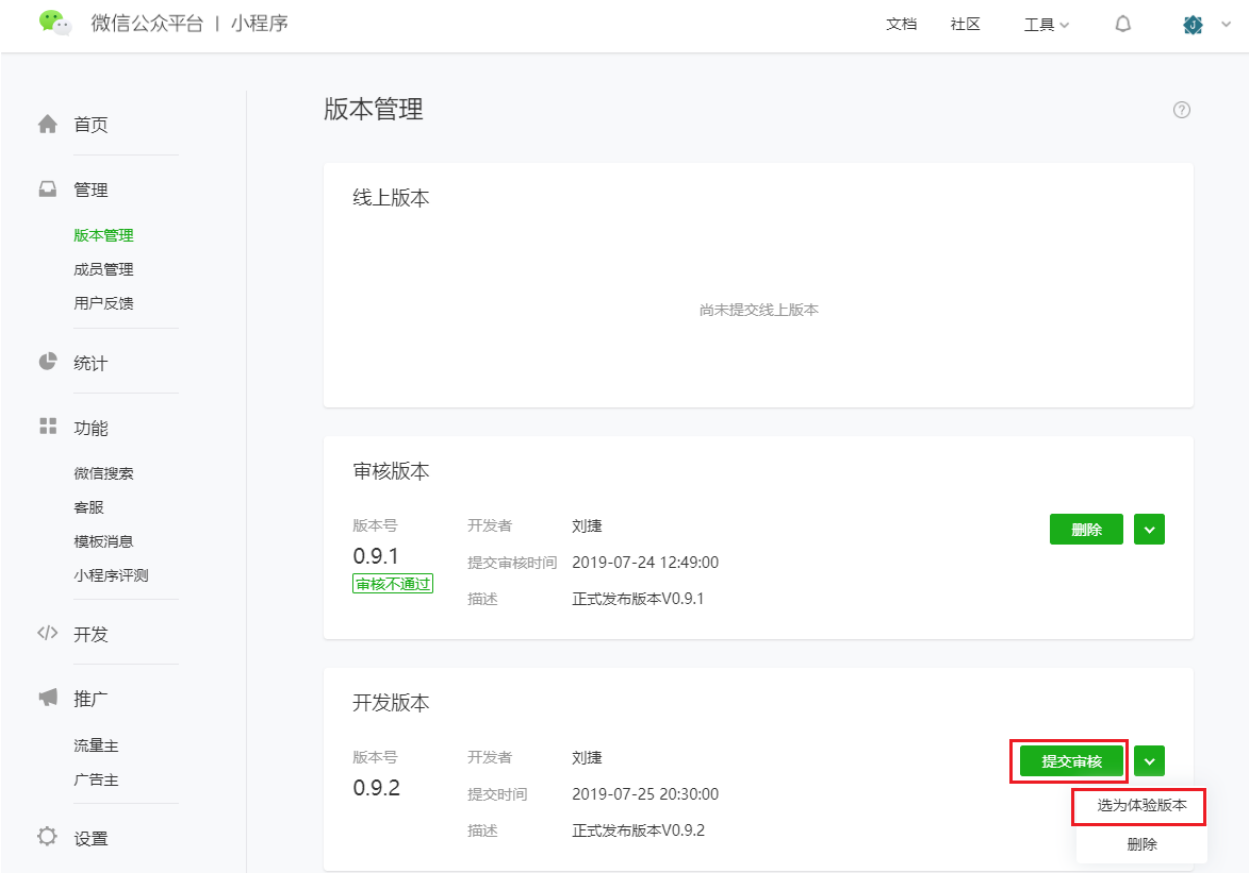 微信公众平台 | 小程序
文档 社区 工具
首页
管理
版本管理
成员管理
用户反馈
统计
功能
微信搜索
客服
模板消息
小程序评测
开发
推广
流量主
广告主
设置
版本管理
线上版本
尚未提交线上版本
审核版本
版本号 开发者 刘捷 删除
0.9.1 提交审核时间 2019-07-24 12:49:00
审核不通过 描述 正式发布版本V0.9.1
开发版本
版本号 开发者 刘捷 提交审核
0.9.2 提交时间 2019-07-25 20:30:00 选为体验版本
描述 正式发布版本V0.9.2 删除